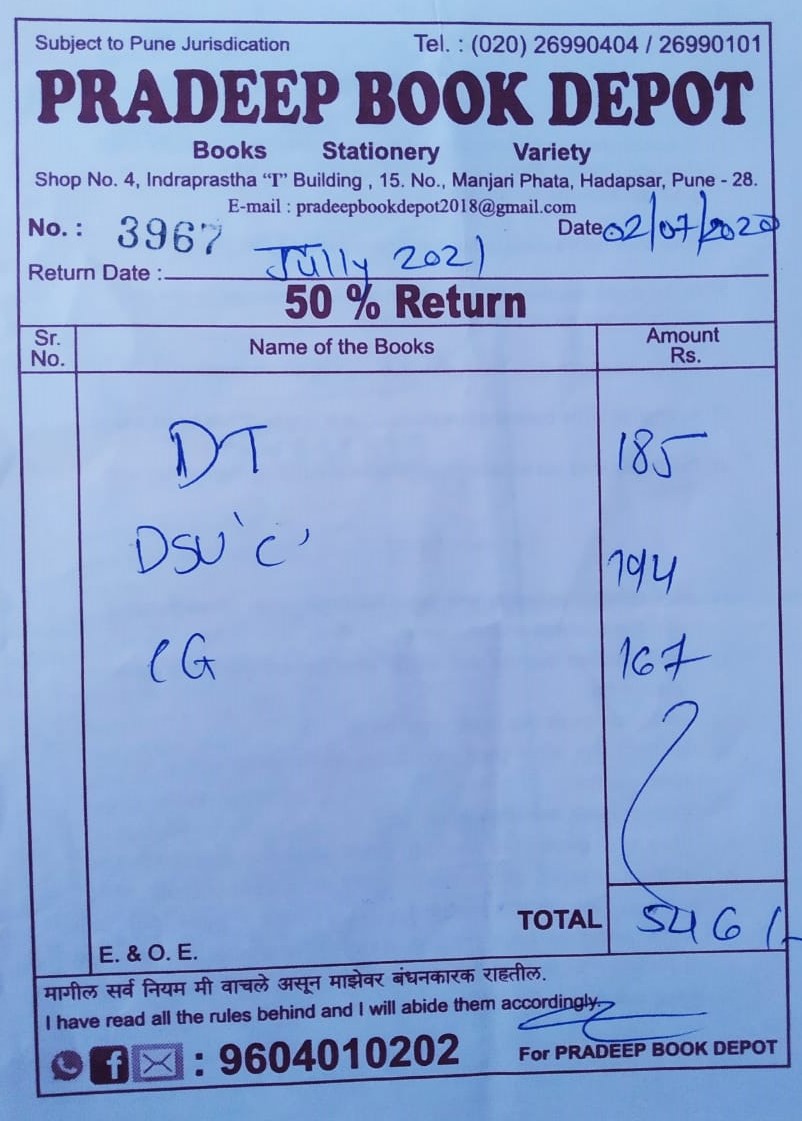 Subject to Pune Jurisdication Tel. : (020) 26990404 / 26990101
PRADEEP BOOK DEPOT
Books Stationery Variety
Shop No. 4, Indraprastha "I" Building , 15. No., Manjari Phata, Hadapsar, Pune - 28.
E-mail : pradeepbookdepot2018@gmail.com
No. : 3967 Date 02/07/2020
Return Date : Jully 2021
50 % Return
Sr. No. Name of the Books Amount Rs.
DT 185
DSU 'C' 194
CG 167
TOTAL 546/-
E. & O. E.
मागील सर्व नियम मी वाचले असून माझेवर बंधनकारक राहतील.
I have read all the rules behind and I will abide them accordingly.
: 9604010202 For PRADEEP BOOK DEPOT